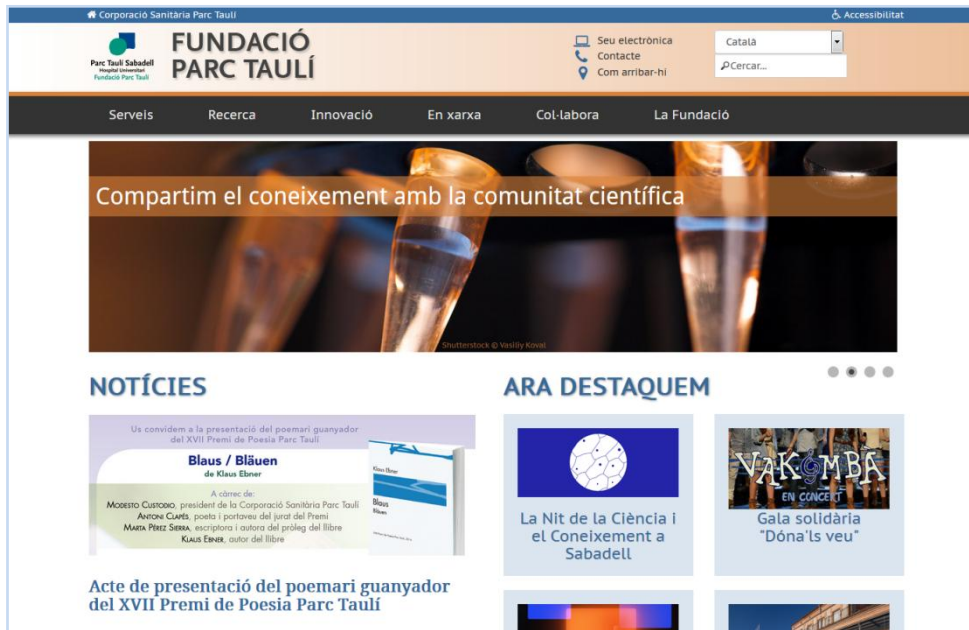 Corporació Sanitària Parc Taulí
Accessibilitat
Parc Taulí Sabadell
Hospital Universitari
Fundació Parc Taulí
FUNDACIÓ
PARC TAULÍ
Seu electrònica
Contacte
Com arribar-hi
Català
Cercar...
Serveis Recerca Innovació En xarxa Col·labora La Fundació
Compartim el coneixement amb la comunitat científica
Shutterstock © Vasiliy Koval
NOTÍCIES
Us convidem a la presentació del poemari guanyador
del XVII Premi de Poesia Parc Taulí
Blaus / Bläuen
de Klaus Ebner
A càrrec de:
Modesto Custodio, president de la Corporació Sanitària Parc Taulí
Antoni Clapés, poeta i portaveu del jurat del Premi
Marta Pérez Sierra, escriptora i autora del pròleg del llibre
Klaus Ebner, autor del llibre
Klaus Ebner
Blaus
Bläuen
Acte de presentació del poemari guanyador
del XVII Premi de Poesia Parc Taulí
ARA DESTAQUEM
La Nit de la Ciència i
el Coneixement a
Sabadell
VAKOMBÀ
EN CONCERT
Gala solidària
"Dóna'ls veu"